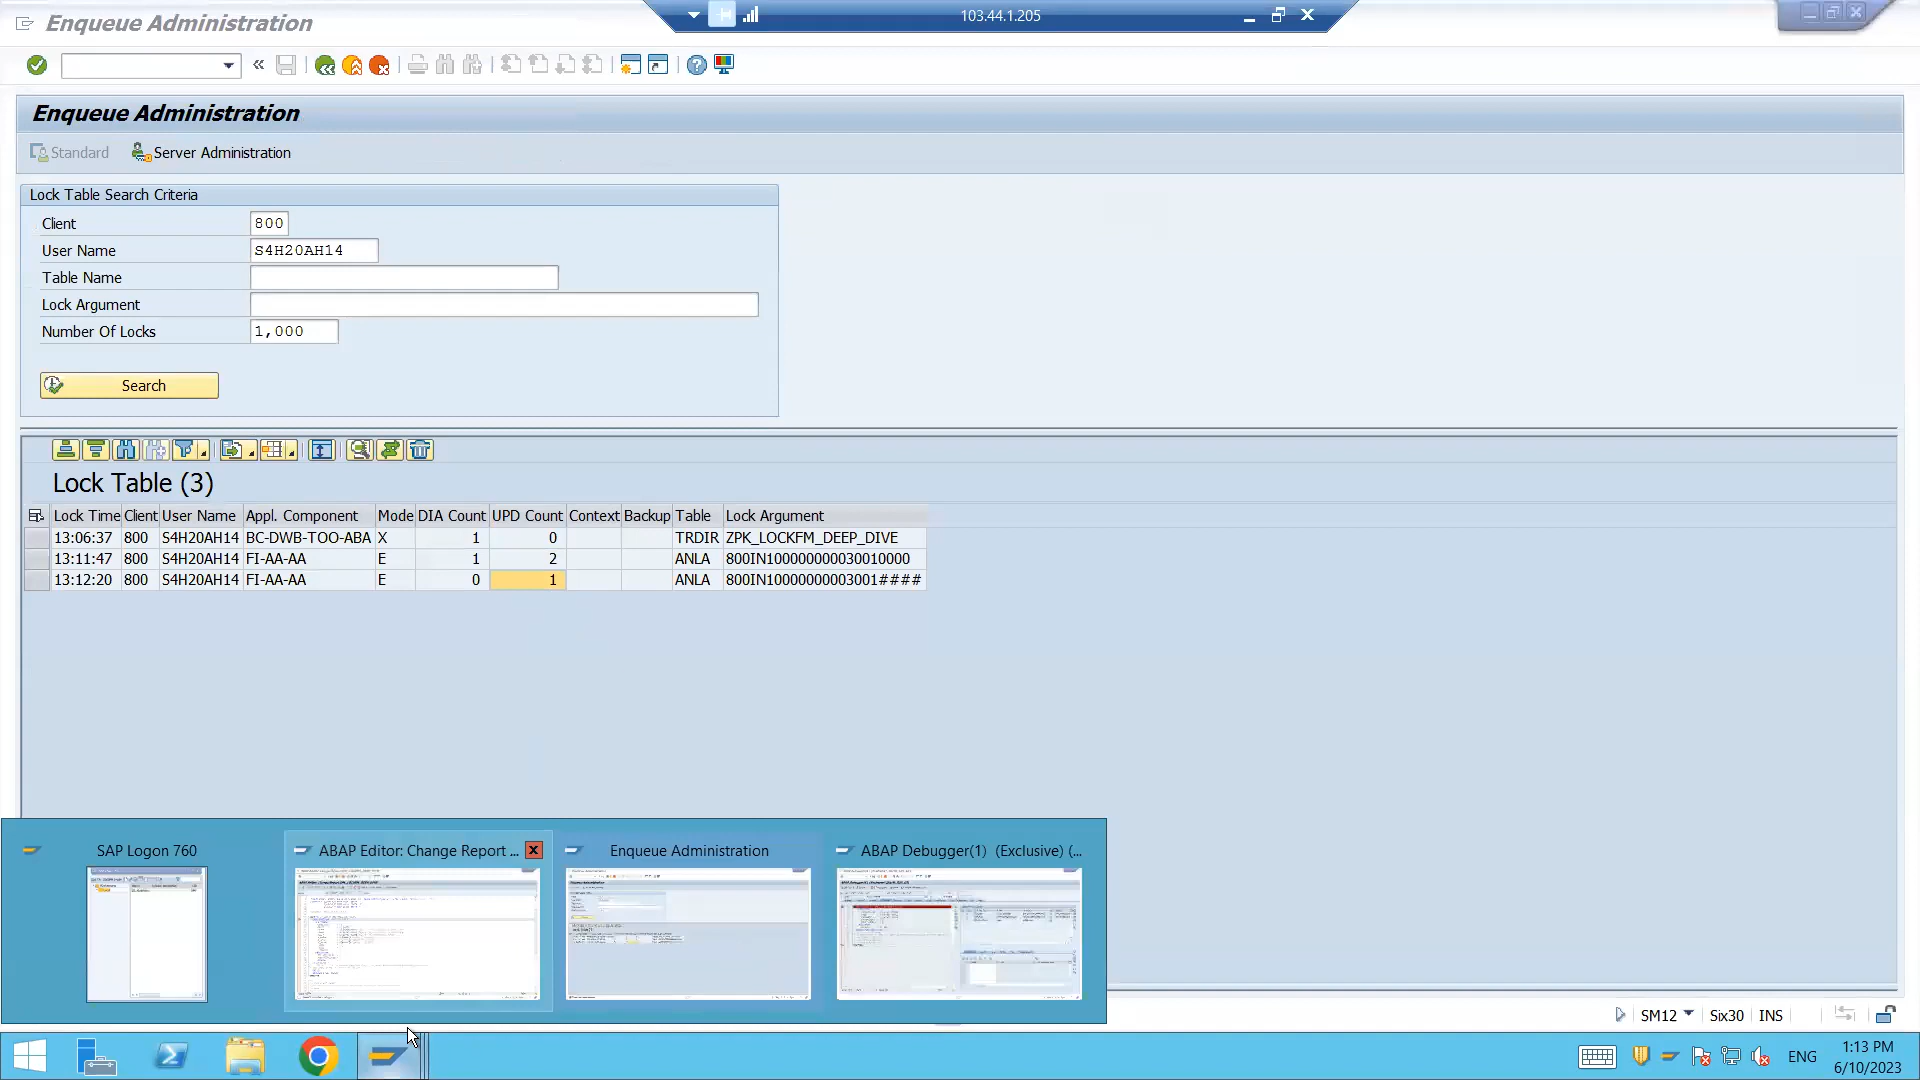 Enqueue Administration
103.44.1.205
Enqueue Administration
Standard Server Administration
Lock Table Search Criteria
Client 800
User Name S4H20AH14
Table Name
Lock Argument
Number Of Locks 1,000
Search
Lock Table (3)
Lock Time Client User Name Appl. Component Mode DIA Count UPD Count Context Backup Table Lock Argument
13:06:37 800 S4H20AH14 BC-DWB-TOO-ABA X 1 0 TRDIR ZPK_LOCKFM_DEEP_DIVE
13:11:47 800 S4H20AH14 FI-AA-AA E 1 2 ANLA 800IN100000000030010000
13:12:20 800 S4H20AH14 FI-AA-AA E 0 1 ANLA 800IN10000000003001####
SAP Logon 760 ABAP Editor: Change Report ... Enqueue Administration ABAP Debugger(1) (Exclusive) (...
SM12 Six30 INS
ENG 1:13 PM
6/10/2023